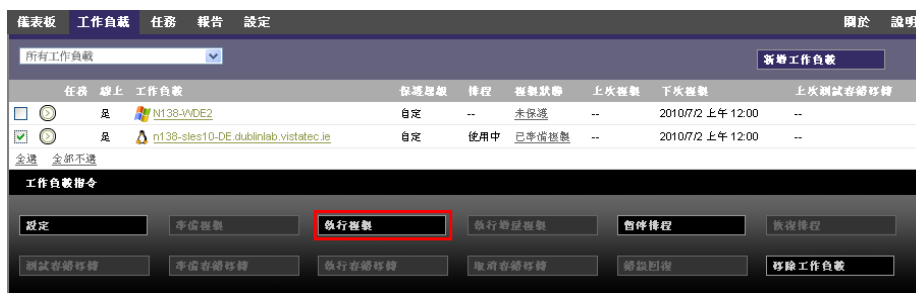 儀表板 工作負載 任務 報告 設定 關於 說明
所有工作負載 新增工作負載
任務 線上 工作負載 保護層級 排程 複製狀態 上次複製 下次複製 上次測試容錯移轉
是 N138-WDE2 自定 -- 未保護 -- 2010/7/2 上午 12:00 --
是 n138-sles10-DE.dublinlab.vistatec.ie 自定 使用中 已準備複製 -- 2010/7/2 上午 12:00 --
全選 全部不選
工作負載指令
設定 準備複製 執行複製 執行增量複製 暫停排程 恢復排程
測試容錯移轉 準備容錯移轉 執行容錯移轉 取消容錯移轉 錯誤回復 移除工作負載